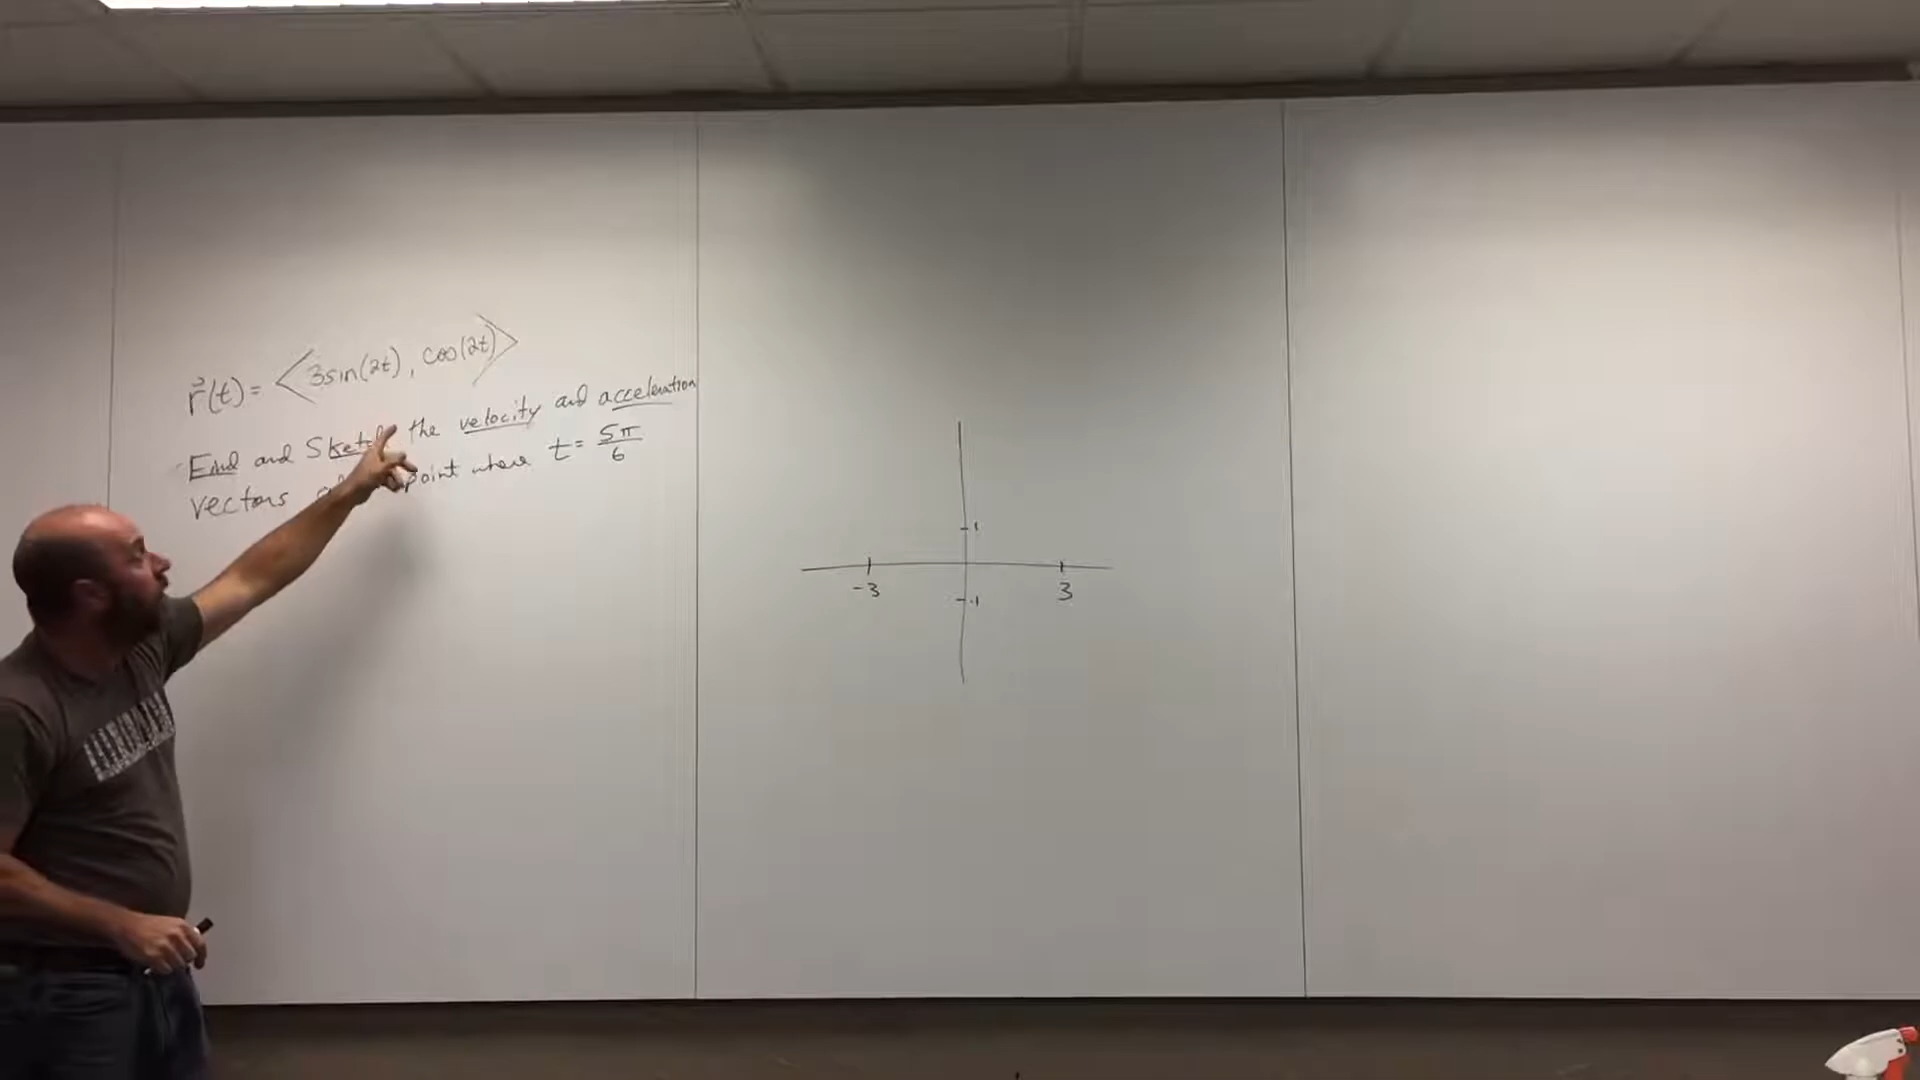 r⃗(t) = ⟨3sin(2t), cos(2t)⟩
Find and Sketch the velocity and acceleration
vectors point where t = 5π/6
1
-3 3
-1